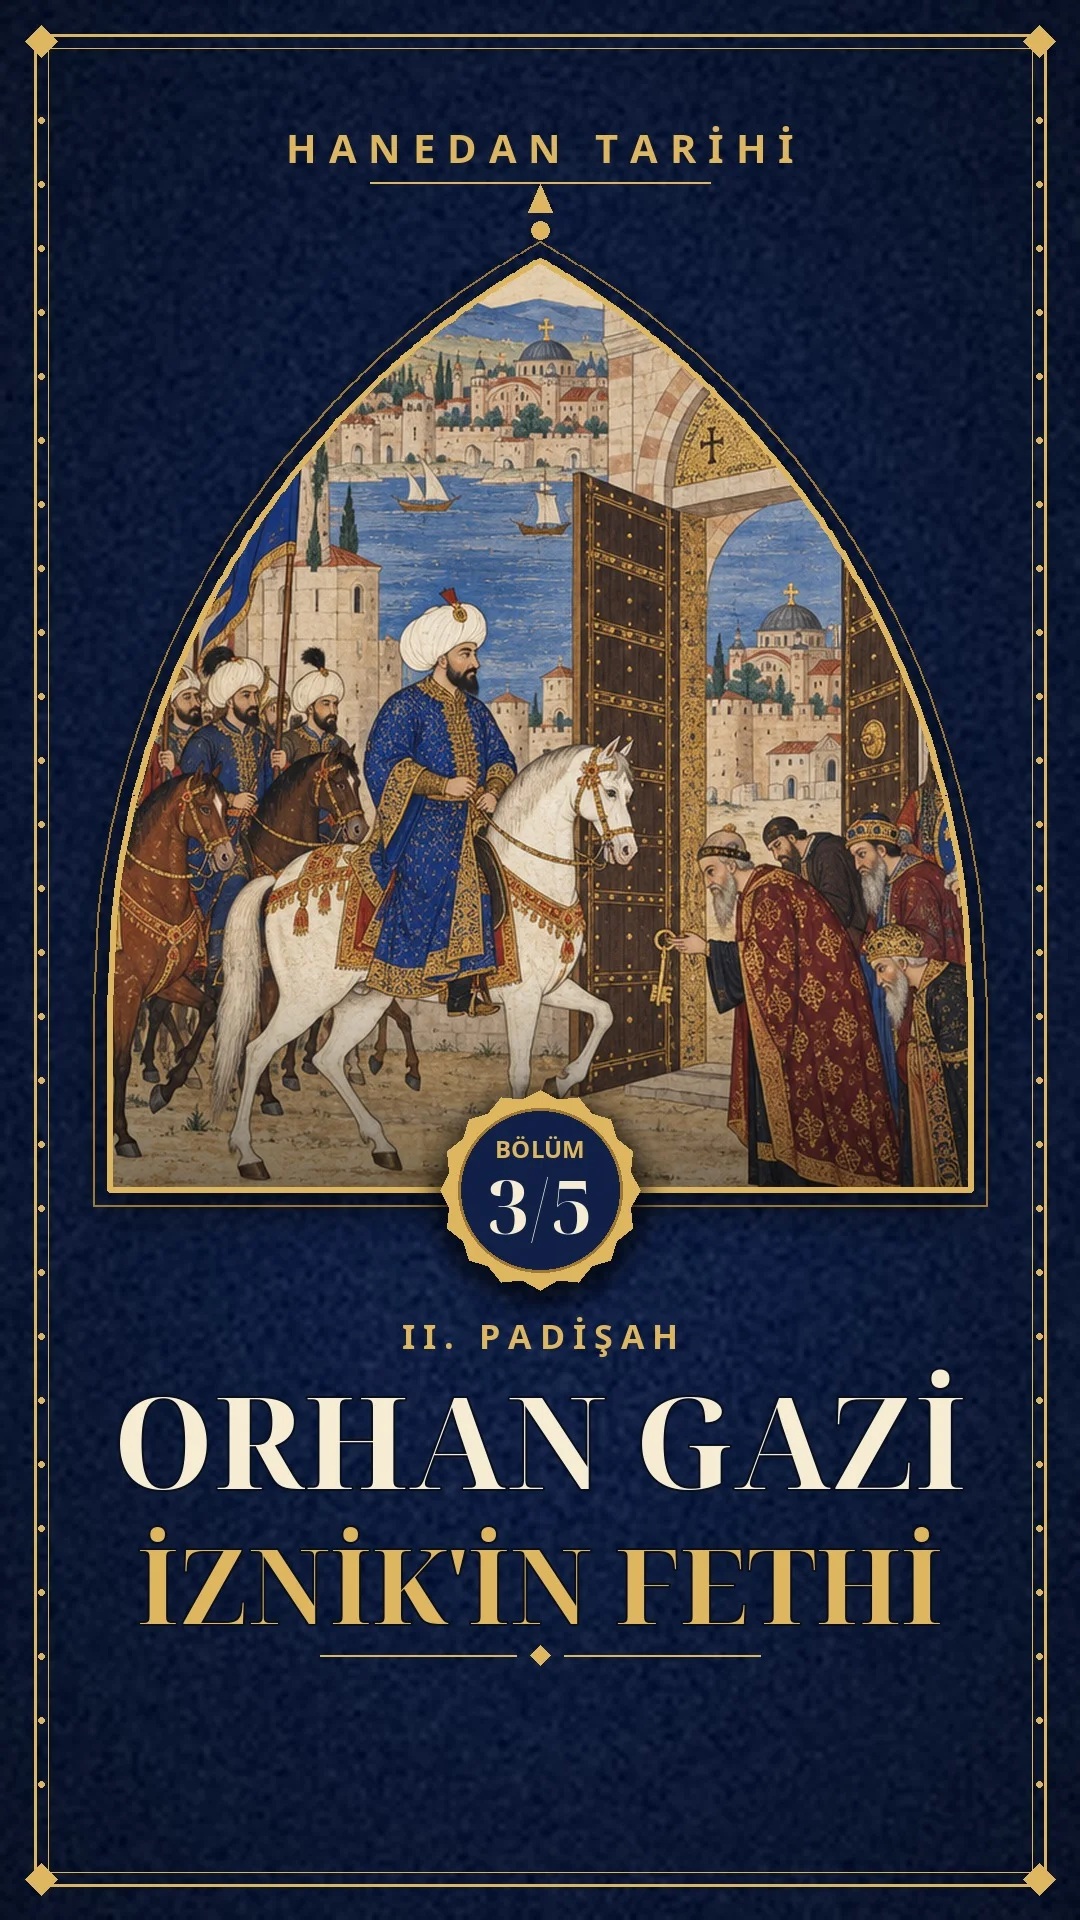 HANEDAN TARİHİ
BÖLÜM
3/5
II. PADİŞAH
ORHAN GAZİ
İZNİK'İN FETHİ